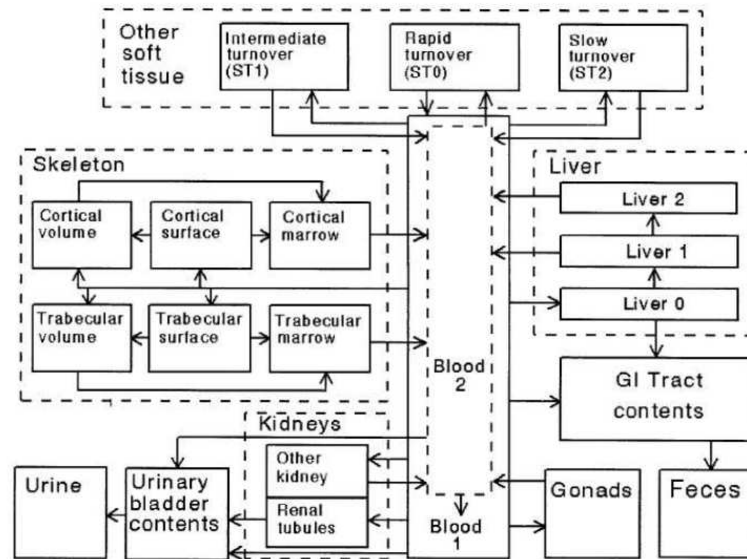 Other
soft
tissue
Intermediate
turnover
(ST1)
Rapid
turnover
(ST0)
Slow
turnover
(ST2)
Skeleton
Cortical
volume
Cortical
surface
Cortical
marrow
Trabecular
volume
Trabecular
surface
Trabecular
marrow
Liver
Liver 2
Liver 1
Liver 0
Blood
2
Blood
1
GI Tract
contents
Kidneys
Other
kidney
Renal
tubules
Urine
Urinary
bladder
contents
Gonads
Feces